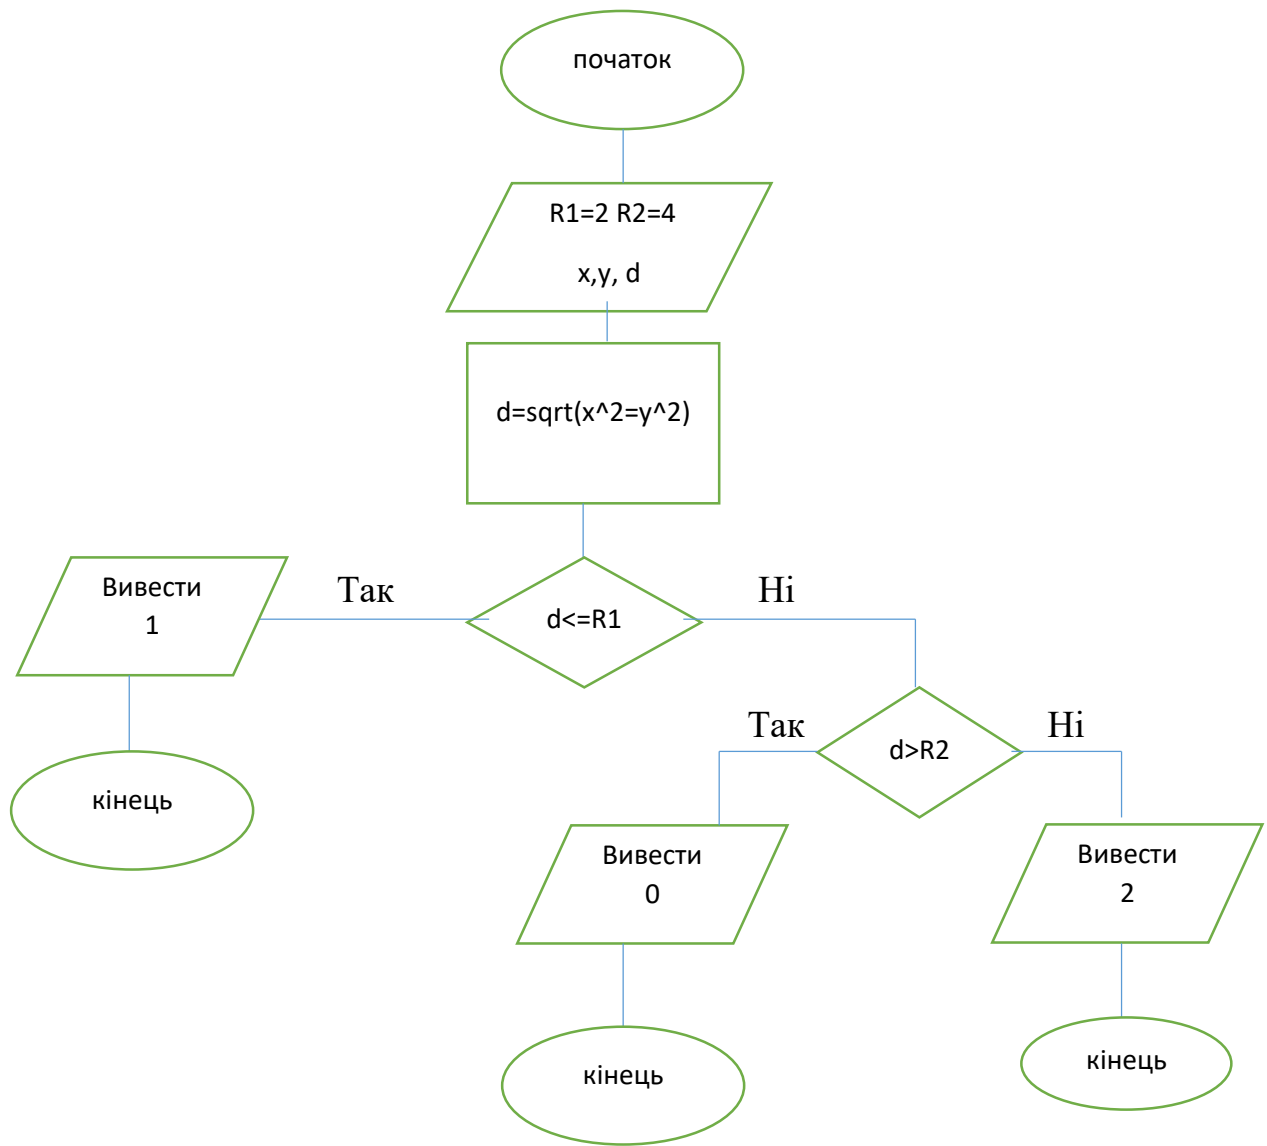 початок
R1=2 R2=4
x,y, d
d=sqrt(x^2=y^2)
Вивести
1
Так
d<=R1
Ні
кінець
Так
d>R2
Ні
Вивести
0
Вивести
2
кінець
кінець